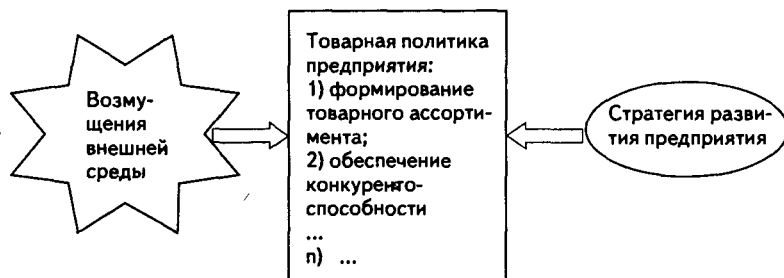 Возму-
щения
внешней
среды
Товарная политика
предприятия:
1) формирование
товарного ассорти-
мента;
2) обеспечение
конкуренто-
способности
...
n) ...
Стратегия разви-
тия предприятия